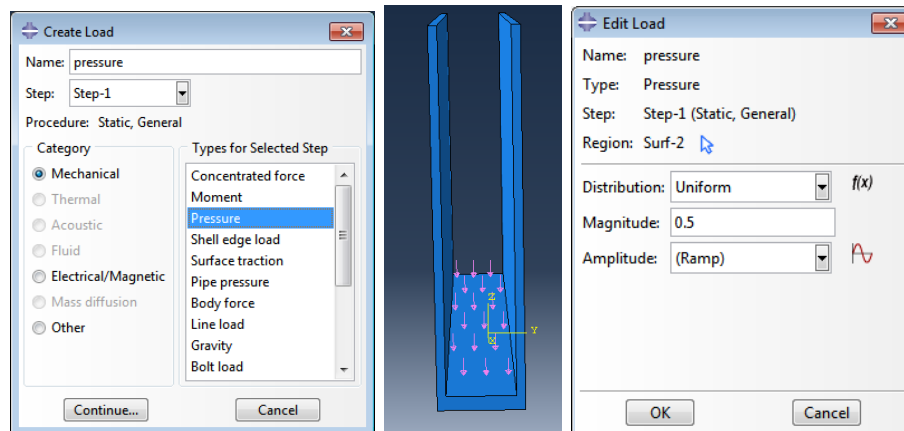 Create Load
Name: pressure
Step: Step-1
Procedure: Static, General
Category
Mechanical
Thermal
Acoustic
Fluid
Electrical/Magnetic
Mass diffusion
Other
Types for Selected Step
Concentrated force
Moment
Pressure
Shell edge load
Surface traction
Pipe pressure
Body force
Line load
Gravity
Bolt load
Continue...
Cancel
Z
Y
X
Edit Load
Name: pressure
Type: Pressure
Step: Step-1 (Static, General)
Region: Surf-2
Distribution: Uniform f(x)
Magnitude: 0.5
Amplitude: (Ramp)
OK
Cancel